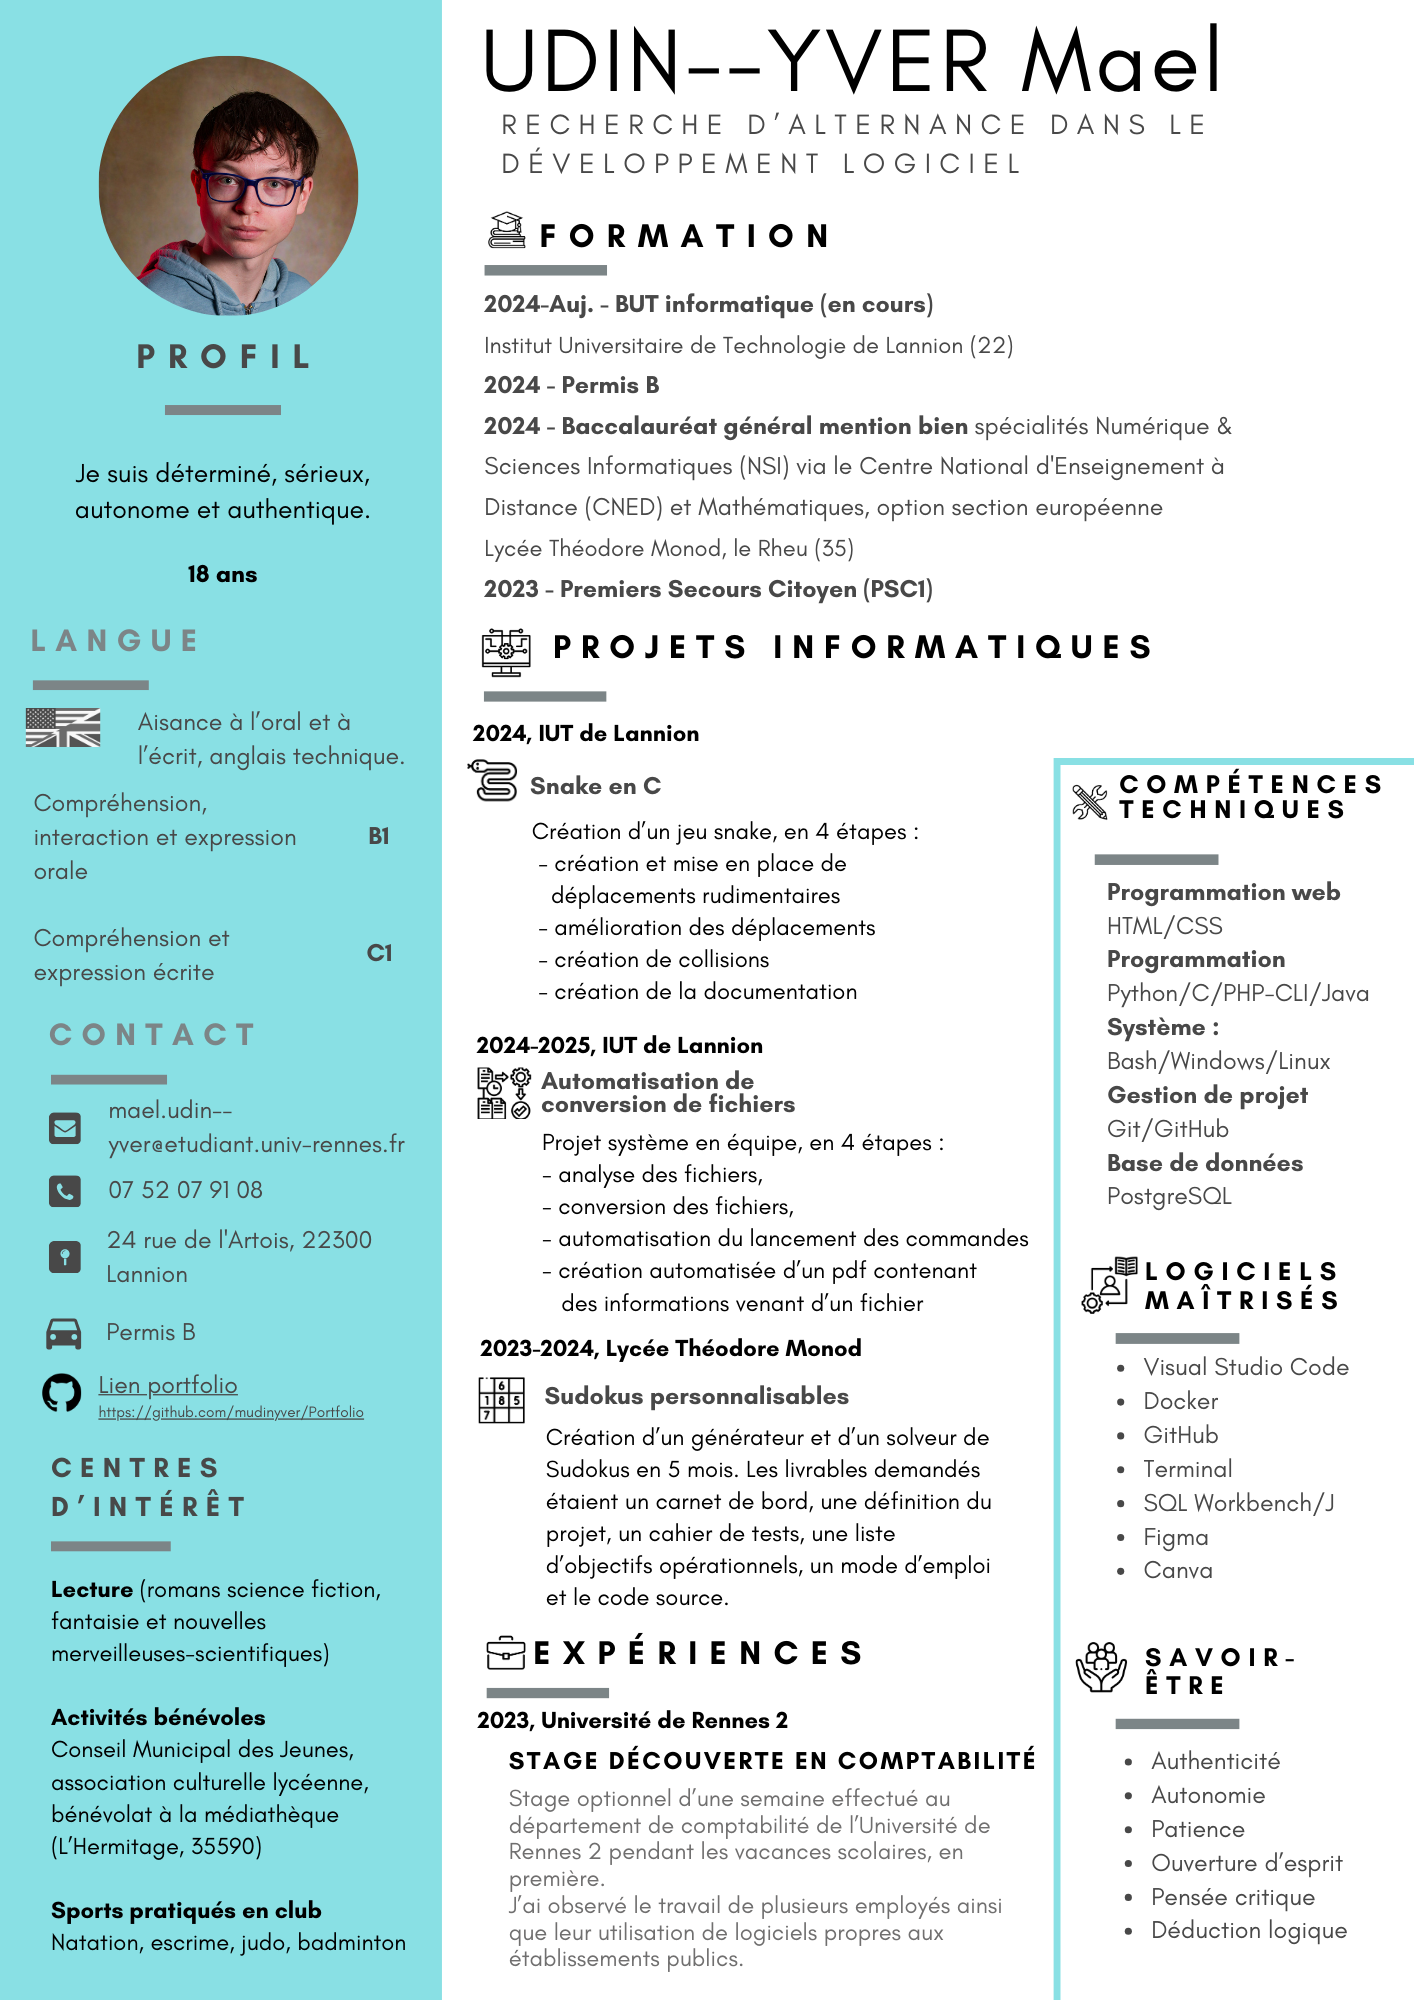 UDIN--YVER Mael
RECHERCHE D’ALTERNANCE DANS LE
DÉVELOPPEMENT LOGICIEL
PROFIL
Je suis déterminé, sérieux,
autonome et authentique.
18 ans
LANGUE
Aisance à l’oral et à
l’écrit, anglais technique.
Compréhension,
interaction et expression
orale
B1
Compréhension et
expression écrite
C1
CONTACT
mael.udin--
yver@etudiant.univ-rennes.fr
07 52 07 91 08
24 rue de l'Artois, 22300
Lannion
Permis B
Lien portfolio
https://github.com/mudinyver/Portfolio
CENTRES
D’INTÉRÊT
Lecture (romans science fiction,
fantaisie et nouvelles
merveilleuses-scientifiques)
Activités bénévoles
Conseil Municipal des Jeunes,
association culturelle lycéenne,
bénévolat à la médiathèque
(L’Hermitage, 35590)
Sports pratiqués en club
Natation, escrime, judo, badminton
FORMATION
2024-Auj. - BUT informatique (en cours)
Institut Universitaire de Technologie de Lannion (22)
2024 - Permis B
2024 - Baccalauréat général mention bien spécialités Numérique &
Sciences Informatiques (NSI) via le Centre National d'Enseignement à
Distance (CNED) et Mathématiques, option section européenne
Lycée Théodore Monod, le Rheu (35)
2023 - Premiers Secours Citoyen (PSC1)
PROJETS INFORMATIQUES
2024, IUT de Lannion
Snake en C
Création d’un jeu snake, en 4 étapes :
- création et mise en place de
déplacements rudimentaires
- amélioration des déplacements
- création de collisions
- création de la documentation
2024-2025, IUT de Lannion
Automatisation de
conversion de fichiers
Projet système en équipe, en 4 étapes :
- analyse des fichiers,
- conversion des fichiers,
- automatisation du lancement des commandes
- création automatisée d’un pdf contenant
des informations venant d’un fichier
2023-2024, Lycée Théodore Monod
6
1 8 5
7
Sudokus personnalisables
Création d’un générateur et d’un solveur de
Sudokus en 5 mois. Les livrables demandés
étaient un carnet de bord, une définition du
projet, un cahier de tests, une liste
d’objectifs opérationnels, un mode d’emploi
et le code source.
EXPÉRIENCES
2023, Université de Rennes 2
STAGE DÉCOUVERTE EN COMPTABILITÉ
Stage optionnel d’une semaine effectué au
département de comptabilité de l’Université de
Rennes 2 pendant les vacances scolaires, en
première.
J’ai observé le travail de plusieurs employés ainsi
que leur utilisation de logiciels propres aux
établissements publics.
COMPÉTENCES
TECHNIQUES
Programmation web
HTML/CSS
Programmation
Python/C/PHP-CLI/Java
Système :
Bash/Windows/Linux
Gestion de projet
Git/GitHub
Base de données
PostgreSQL
LOGICIELS
MAÎTRISÉS
• Visual Studio Code
• Docker
• GitHub
• Terminal
• SQL Workbench/J
• Figma
• Canva
SAVOIR-
ÊTRE
• Authenticité
• Autonomie
• Patience
• Ouverture d’esprit
• Pensée critique
• Déduction logique